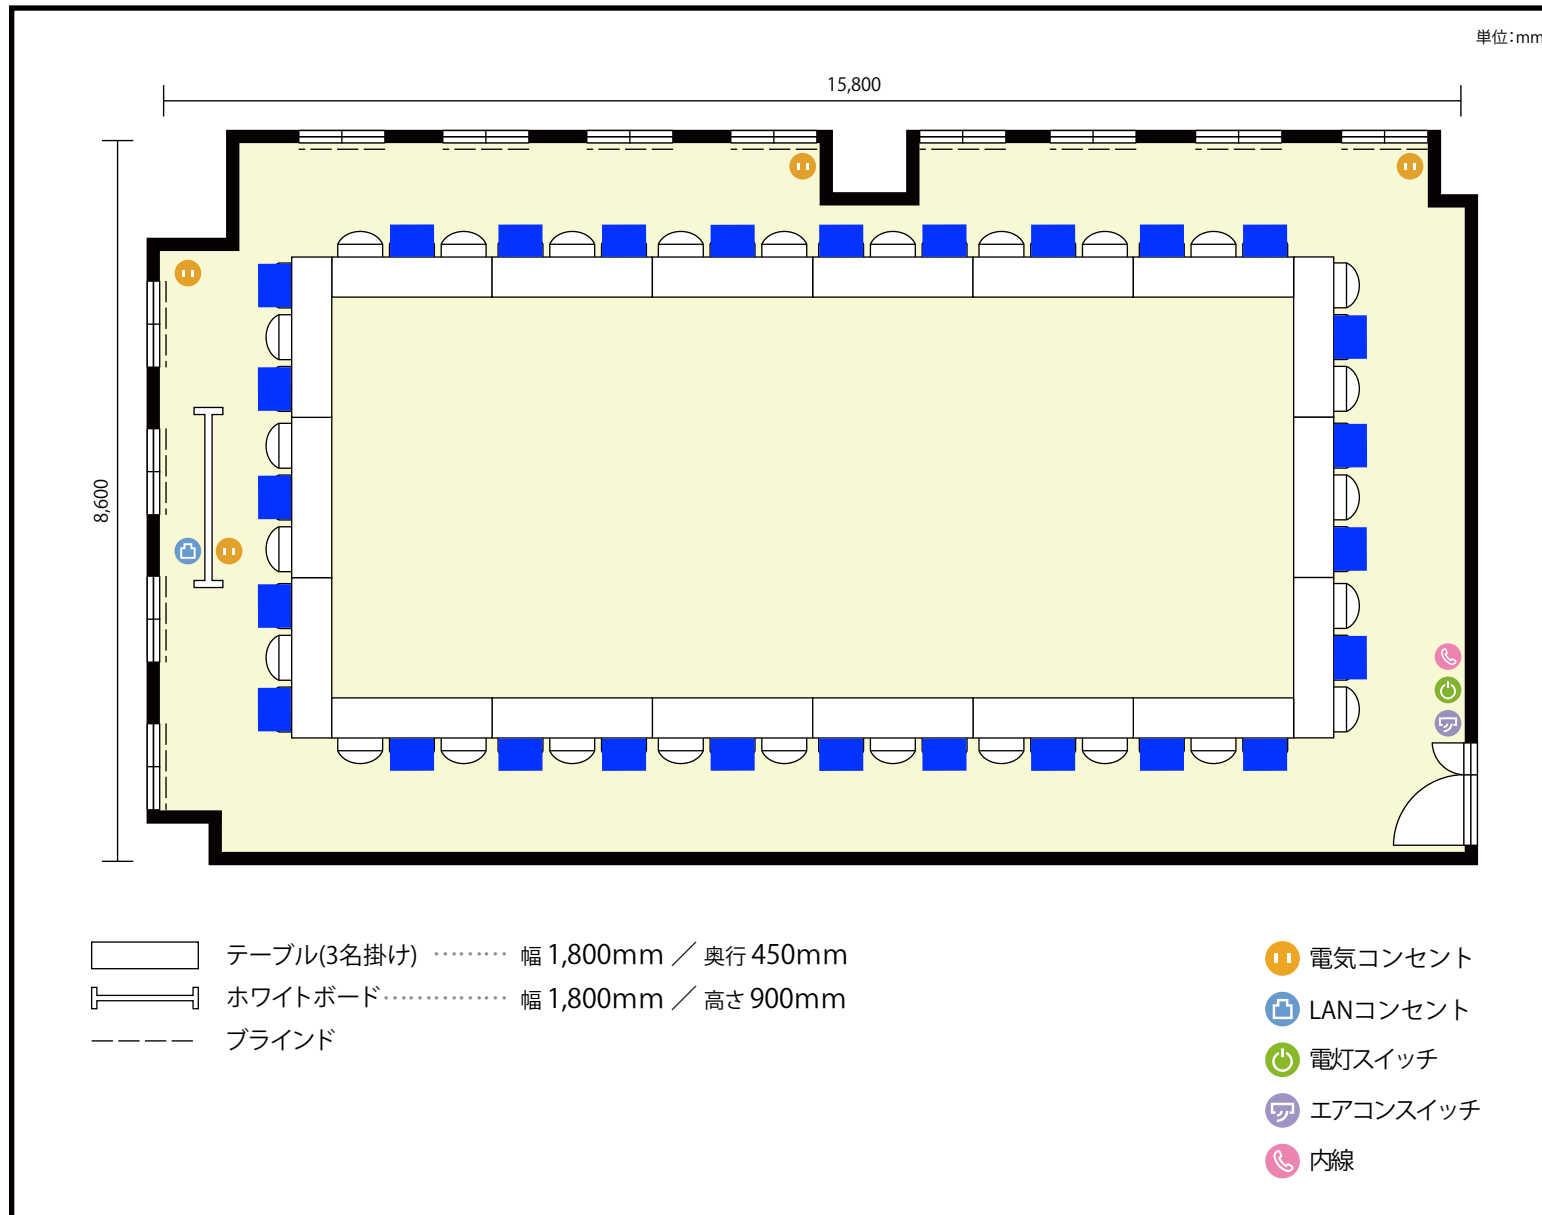 単位:mm
15,800
8,600
テーブル(3名掛け) ········· 幅 1,800mm ／ 奥行 450mm
ホワイトボード··············· 幅 1,800mm ／ 高さ 900mm
ブラインド
電気コンセント
LANコンセント
電灯スイッチ
エアコンスイッチ
内線